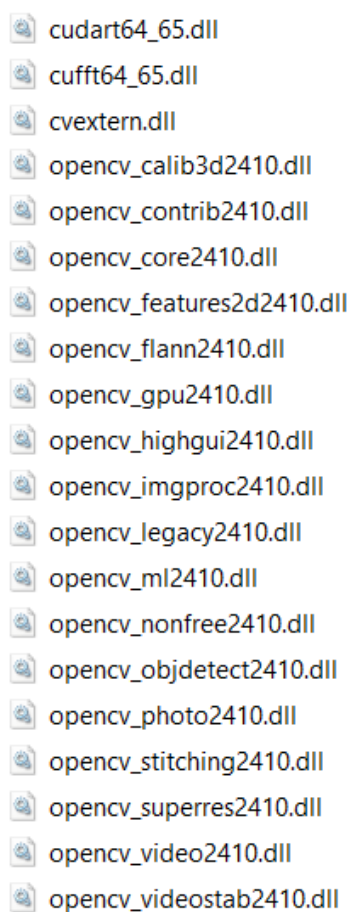 cudart64_65.dll
cufft64_65.dll
cvextern.dll
opencv_calib3d2410.dll
opencv_contrib2410.dll
opencv_core2410.dll
opencv_features2d2410.dll
opencv_flann2410.dll
opencv_gpu2410.dll
opencv_highgui2410.dll
opencv_imgproc2410.dll
opencv_legacy2410.dll
opencv_ml2410.dll
opencv_nonfree2410.dll
opencv_objdetect2410.dll
opencv_photo2410.dll
opencv_stitching2410.dll
opencv_superres2410.dll
opencv_video2410.dll
opencv_videostab2410.dll